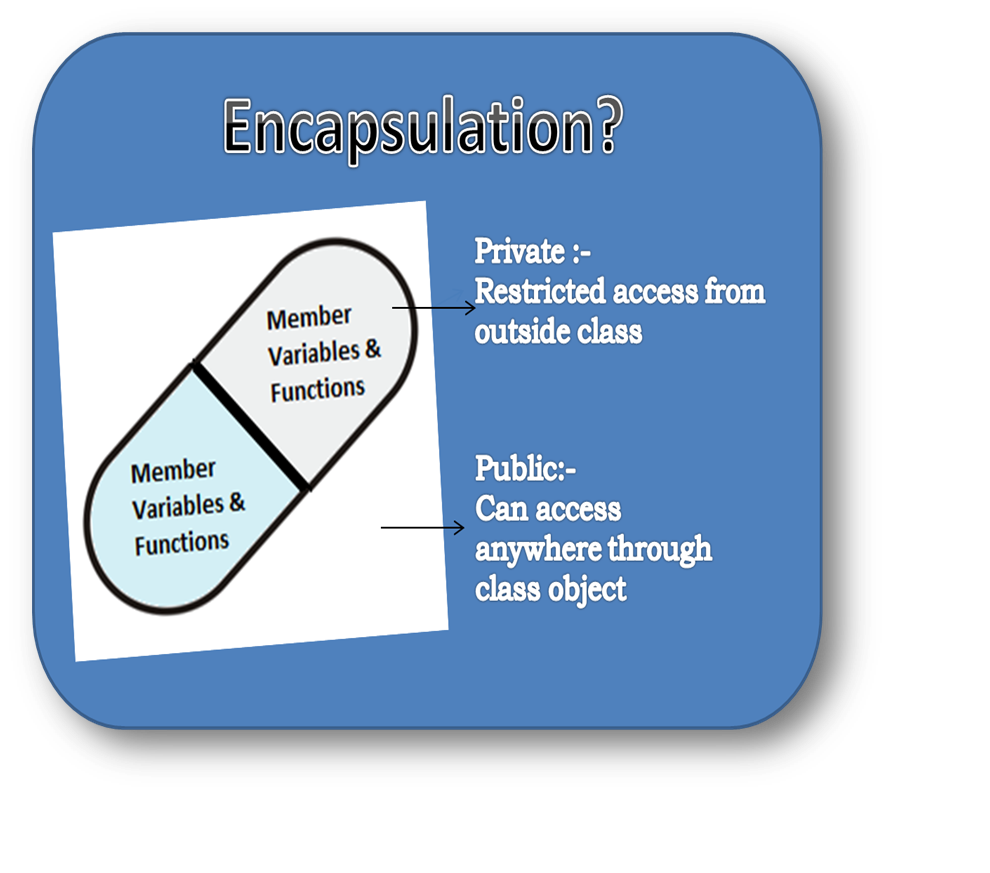 Encapsulation?
Member
Variables &
Functions
Private :-
Restricted access from
outside class
Member
Variables &
Functions
Public:-
Can access
anywhere through
class object